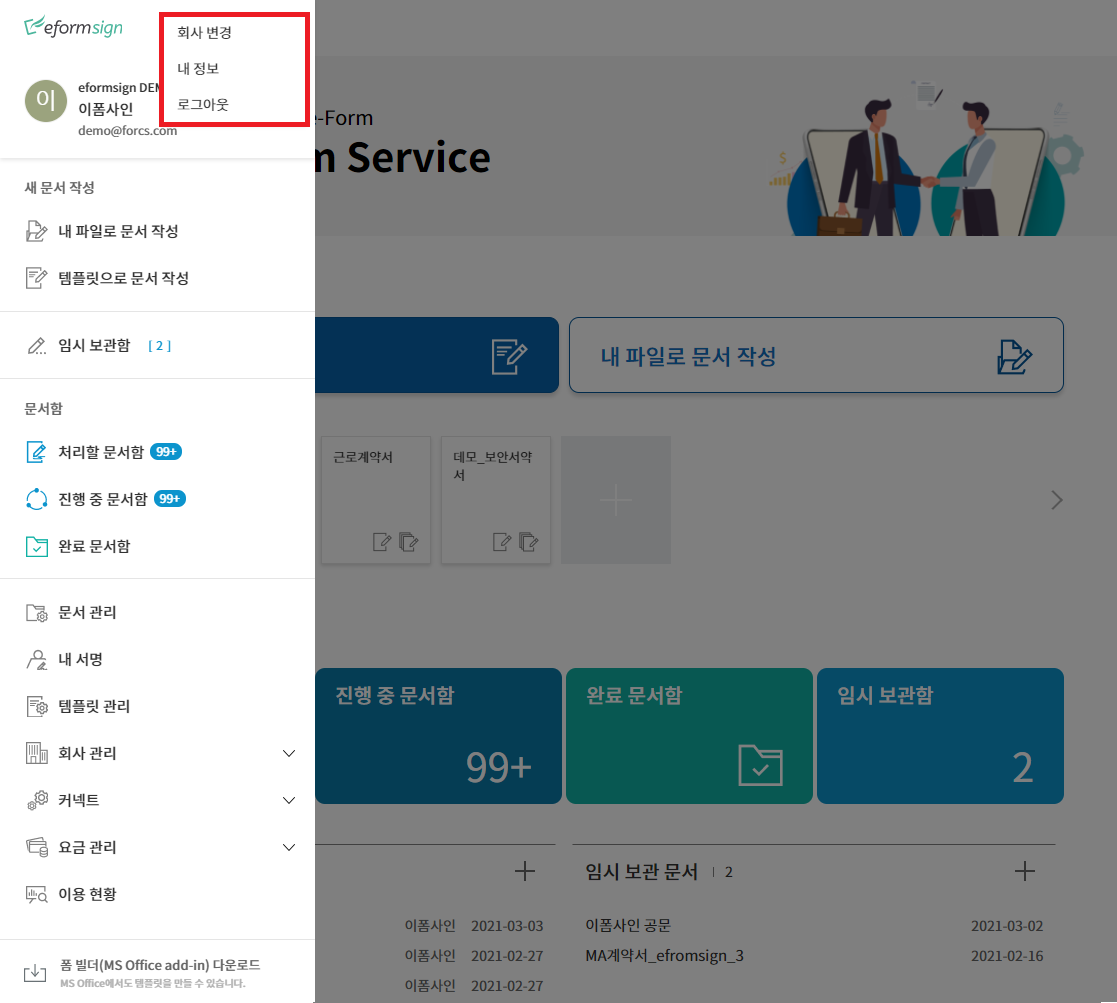 eformsign
회사 변경
내 정보
로그아웃
이
eformsign
이폼사인
demo@forcs.com
새 문서 작성
내 파일로 문서 작성
템플릿으로 문서 작성
임시 보관함 [ 2 ]
문서함
처리할 문서함 99+
진행 중 문서함 99+
완료 문서함
문서 관리
내 서명
템플릿 관리
회사 관리
커넥트
요금 관리
이용 현황
폼 빌더(MS Office add-in) 다운로드
MS Office에서도 템플릿을 만들 수 있습니다.
-Form
Service
$
내 파일로 문서 작성
근로계약서
데모_보안서약
서
진행 중 문서함
99+
완료 문서함
임시 보관함
2
이폼사인 2021-03-03
이폼사인 2021-02-27
이폼사인 2021-02-27
임시 보관 문서 2
이폼사인 공문 2021-03-02
MA계약서_efromsign_3 2021-02-16